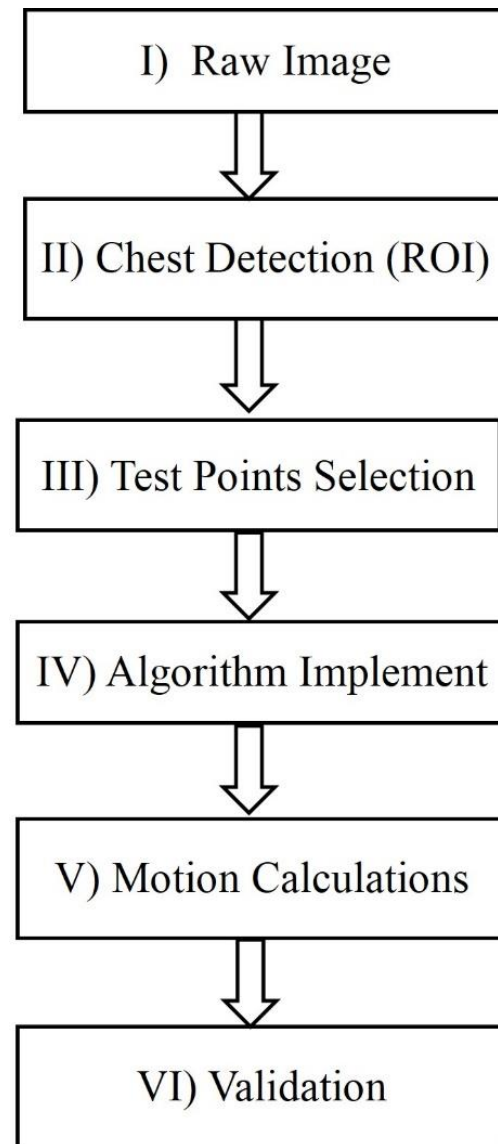 I) Raw Image
II) Chest Detection (ROI)
III) Test Points Selection
IV) Algorithm Implement
V) Motion Calculations
VI) Validation